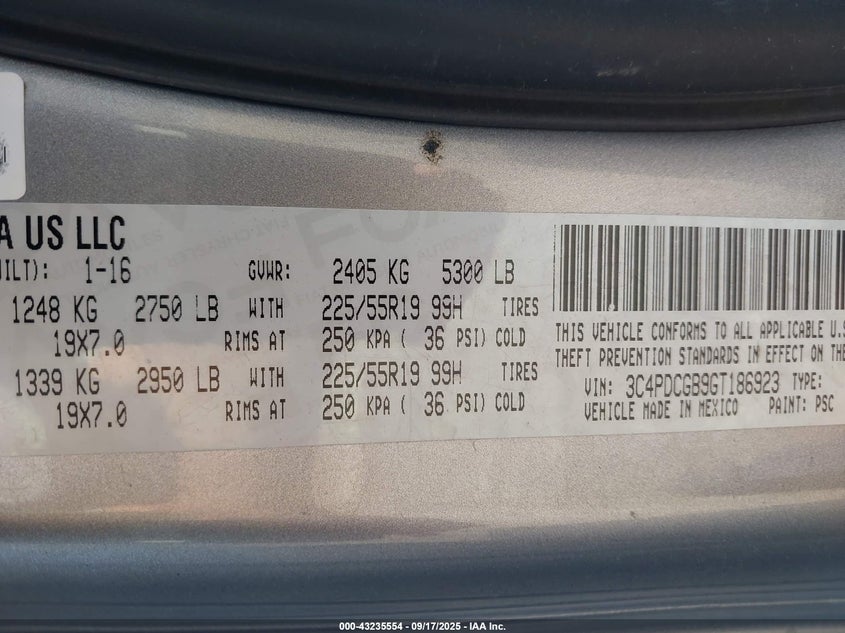 A US LLC
UILT): 1-16 GVWR: 2405 KG 5300 LB
1248 KG 2750 LB WITH 225/55R19 99H TIRES
19X7.0 RIMS AT 250 KPA ( 36 PSI) COLD
1339 KG 2950 LB WITH 225/55R19 99H TIRES
19X7.0 RIMS AT 250 KPA ( 36 PSI) COLD
THIS VEHICLE CONFORMS TO ALL APPLICABLE U.S
THEFT PREVENTION STANDARDS IN EFFECT ON THE
VIN: 3C4PDCGB9GT186923 TYPE:
VEHICLE MADE IN MEXICO PAINT: PSC
000-43235554 - 09/17/2025 - IAA Inc.